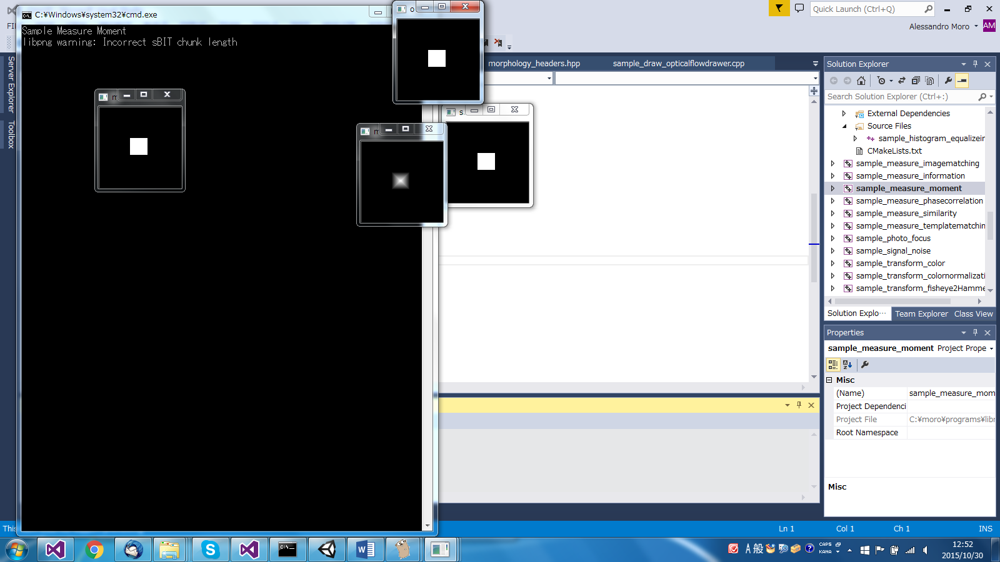 C:¥Windows¥system32¥cmd.exe
Sample Measure Moment
libpng warning: Incorrect sBIT chunk length
o
m
m
s
FI
Server Explorer
Toolbox
Quick Launch (Ctrl+Q)
Alessandro Moro
AM
morphology_headers.hpp
sample_draw_opticalflowdrawer.cpp
Solution Explorer
Search Solution Explorer (Ctrl+:)
External Dependencies
Source Files
sample_histogram_equalizein
CMakeLists.txt
sample_measure_imagematching
sample_measure_information
sample_measure_moment
sample_measure_phasecorrelation
sample_measure_similarity
sample_measure_templatematchin
sample_photo_focus
sample_signal_noise
sample_transform_color
sample_transform_colornormalizati
sample_transform_fisheye2Hamme
Solution Explo...
Team Explorer
Class View
Properties
sample_measure_moment Project Prope
Misc
(Name)
sample_measure_mom
Project Dependenci
Project File
C:¥moro¥programs¥libr
Root Namespace
Misc
This
Ln 1
Col 1
Ch 1
INS
A 般
CAPS
KANA
12:52
2015/10/30